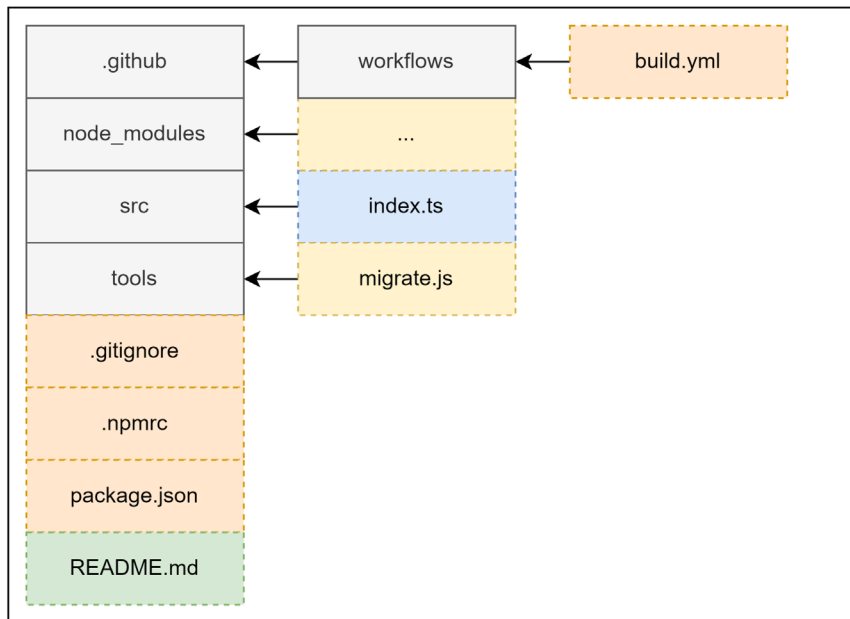 .github
workflows
build.yml
node_modules
...
src
index.ts
tools
migrate.js
.gitignore
.npmrc
package.json
README.md